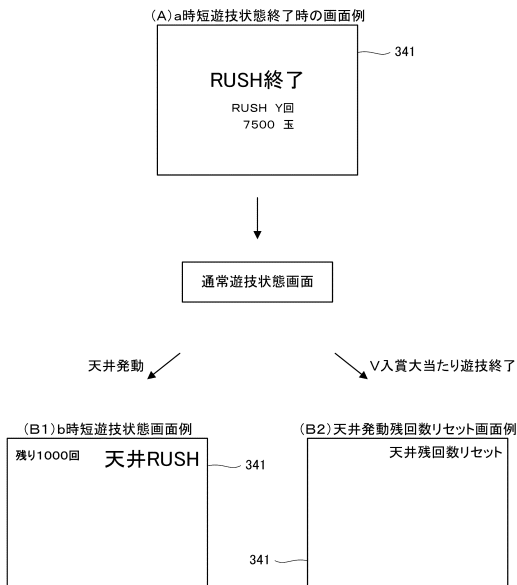 (A)a時短遊技状態終了時の画面例
341
RUSH終了
RUSH Y回
7500 玉
通常遊技状態画面
天井発動
V入賞大当たり遊技終了
(B1)b時短遊技状態画面例
(B2)天井発動残回数リセット画面例
残り1000回
天井RUSH
天井残回数リセット
341
341